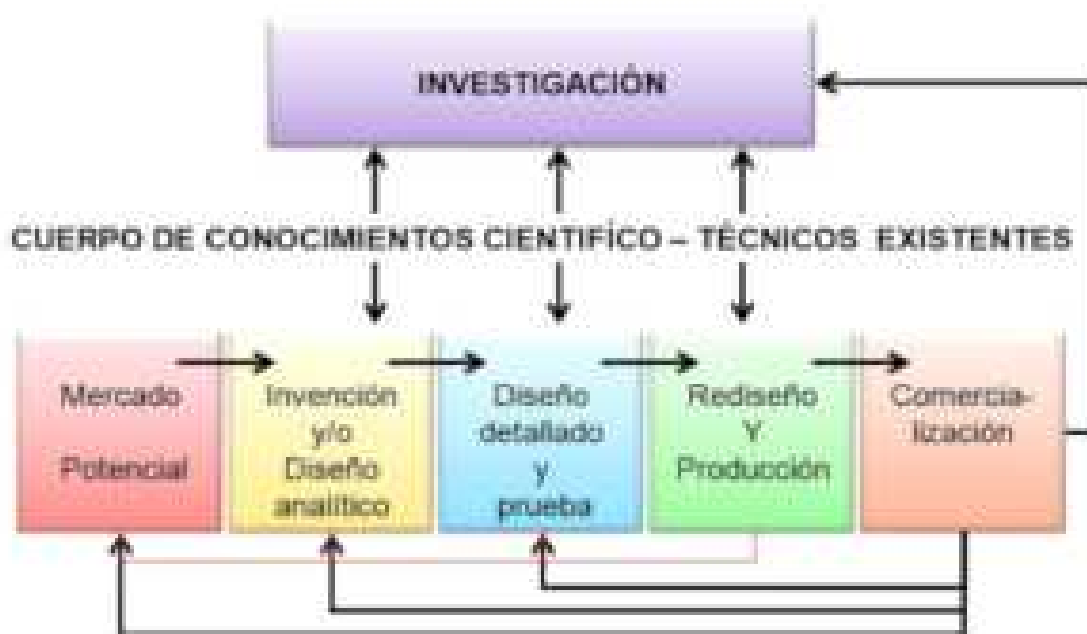 INVESTIGACIÓN
CUERPO DE CONOCIMIENTOS CIENTIFÍCO – TÉCNICOS EXISTENTES
Mercado
Potencial
Invención
y/o
Diseño
analítico
Diseño
detallado
y
prueba
Rediseño
Y
Producción
Comercia-
lización